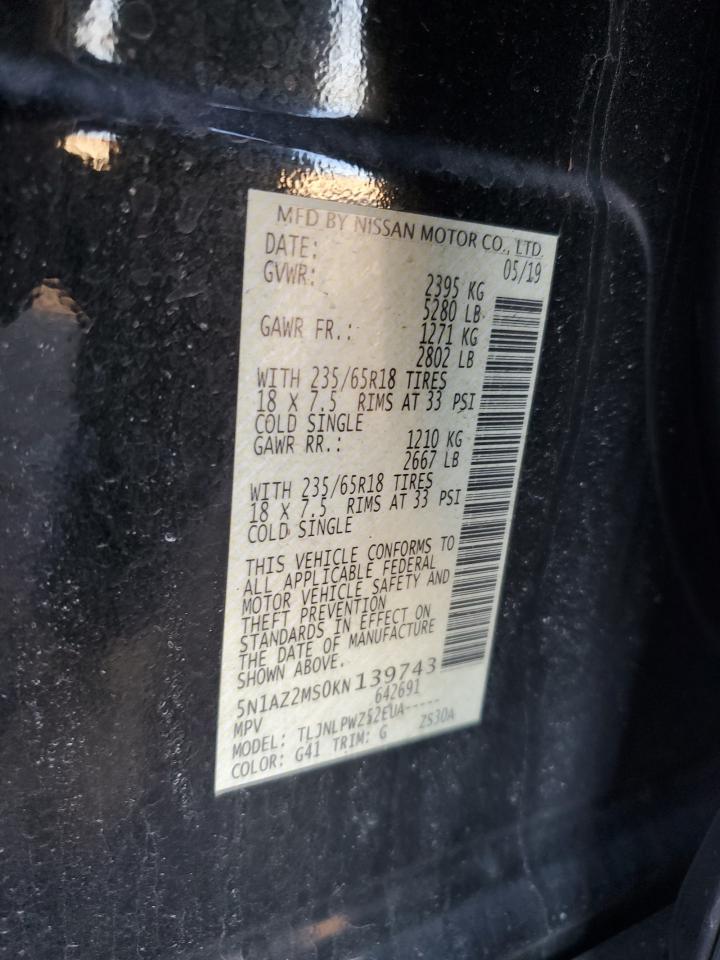 MFD BY NISSAN MOTOR CO., LTD.
DATE: 05/19
GVWR: 2395 KG
5280 LB
GAWR FR.: 1271 KG
2802 LB
WITH 235/65R18 TIRES
18 X 7.5 RIMS AT 33 PSI
COLD SINGLE
GAWR RR.: 1210 KG
2667 LB
WITH 235/65R18 TIRES
18 X 7.5 RIMS AT 33 PSI
COLD SINGLE
THIS VEHICLE CONFORMS TO
ALL APPLICABLE FEDERAL
MOTOR VEHICLE SAFETY AND
THEFT PREVENTION
STANDARDS IN EFFECT ON
THE DATE OF MANUFACTURE
SHOWN ABOVE.
5N1AZ2MS0KN139743
MPV 642691
MODEL: TLJNLPWZS2EUA-----
COLOR: G41 TRIM: G ZS30A